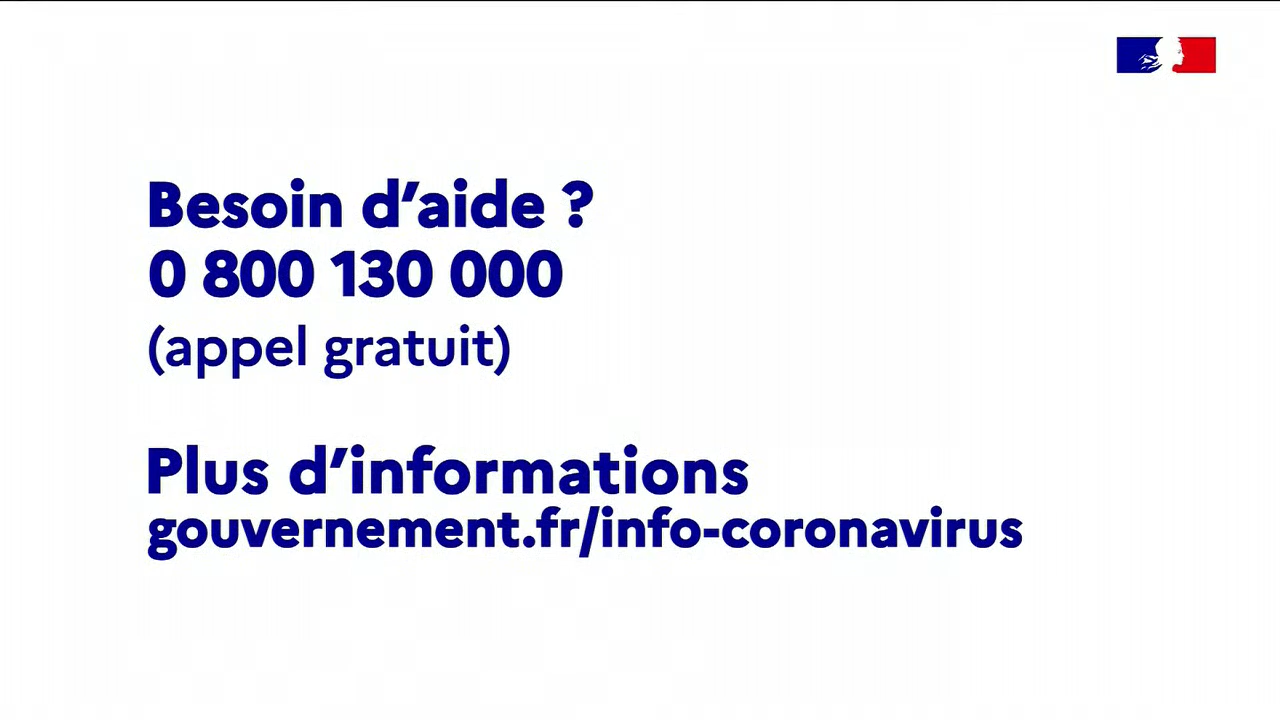 Besoin d’aide ?
0 800 130 000
(appel gratuit)
Plus d’informations
gouvernement.fr/info-coronavirus